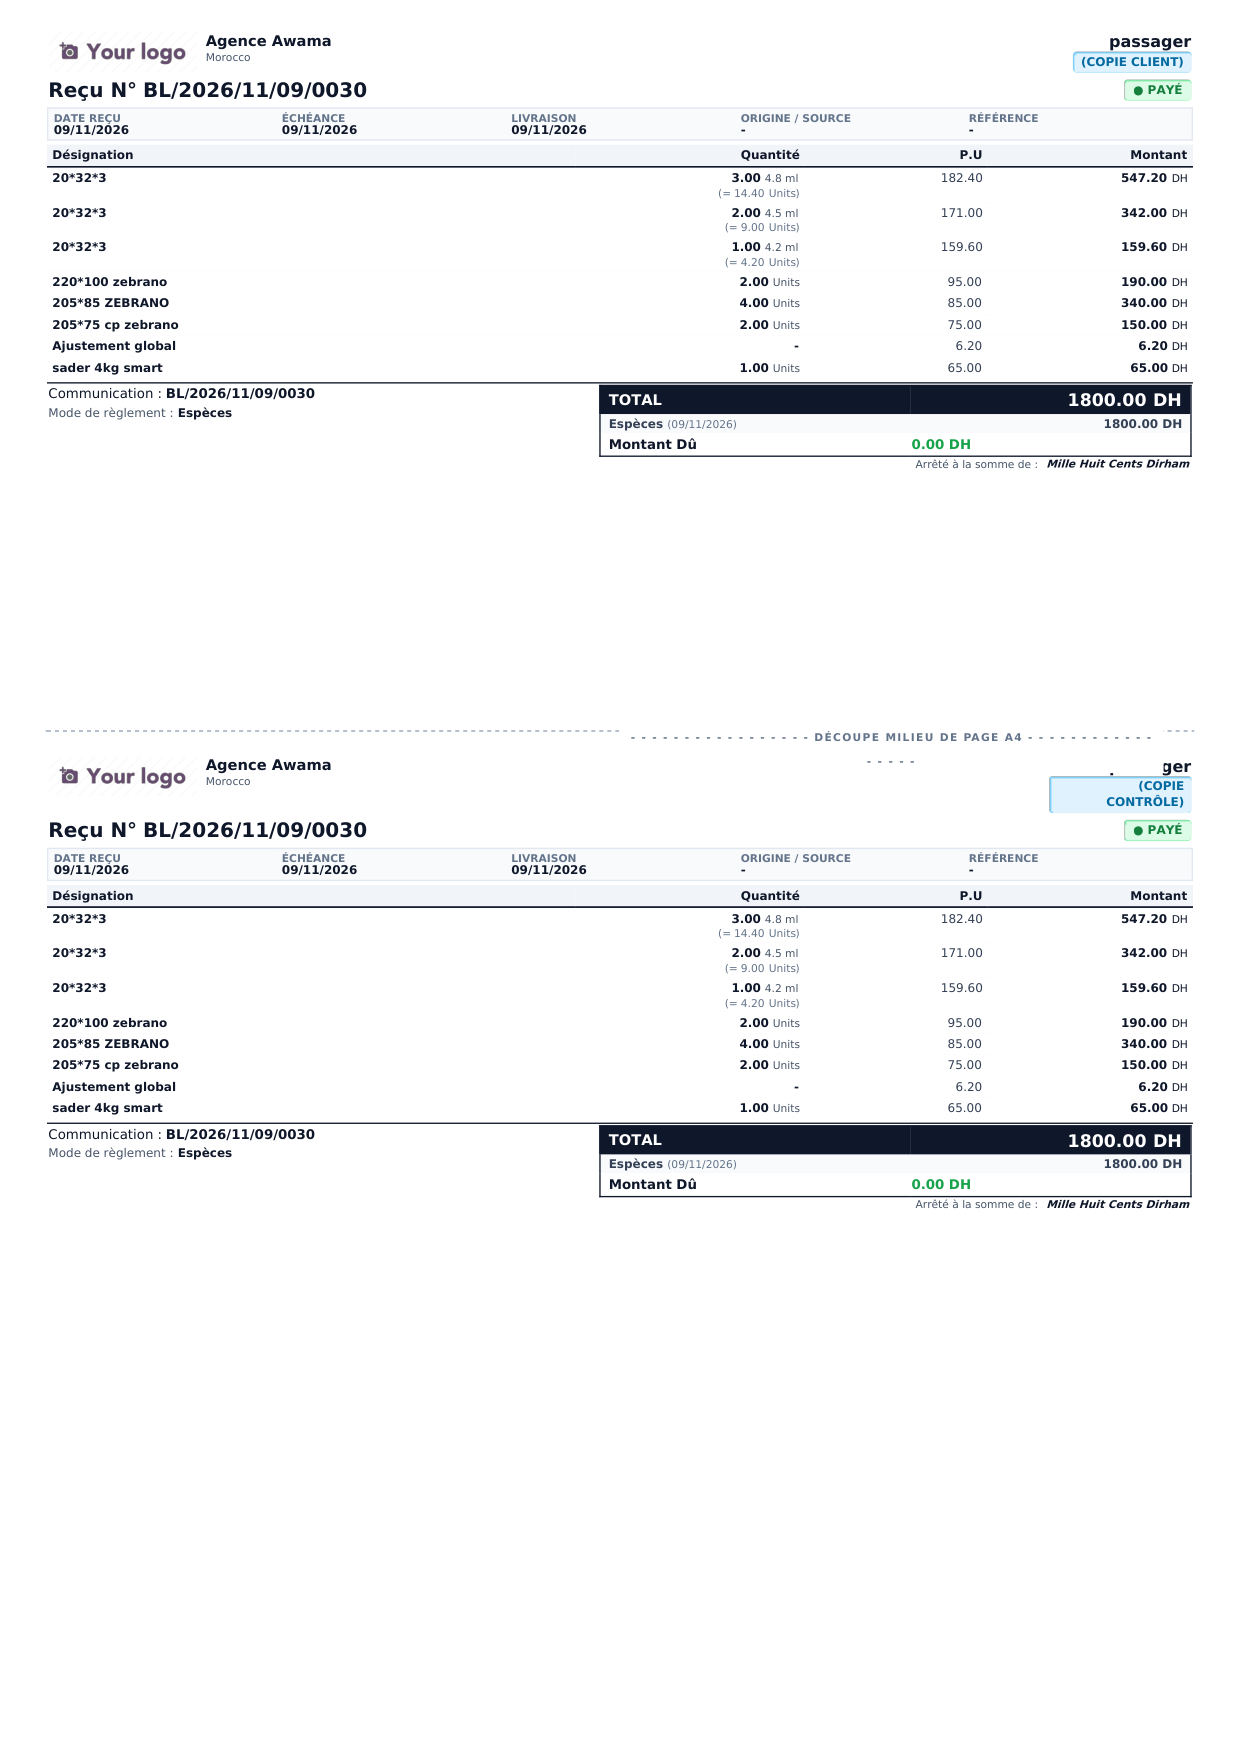 Your logo
Agence Awama
Morocco
passager
(COPIE CLIENT)
Reçu N° BL/2026/11/09/0030
● PAYÉ
DATE REÇU ÉCHÉANCE LIVRAISON ORIGINE / SOURCE RÉFÉRENCE
09/11/2026 09/11/2026 09/11/2026 - -
Désignation Quantité P.U Montant
20*32*3 3.00 4.8 ml 182.40 547.20 DH
(= 14.40 Units)
20*32*3 2.00 4.5 ml 171.00 342.00 DH
(= 9.00 Units)
20*32*3 1.00 4.2 ml 159.60 159.60 DH
(= 4.20 Units)
220*100 zebrano 2.00 Units 95.00 190.00 DH
205*85 ZEBRANO 4.00 Units 85.00 340.00 DH
205*75 cp zebrano 2.00 Units 75.00 150.00 DH
Ajustement global - 6.20 6.20 DH
sader 4kg smart 1.00 Units 65.00 65.00 DH
Communication : BL/2026/11/09/0030
Mode de règlement : Espèces
TOTAL 1800.00 DH
Espèces (09/11/2026) 1800.00 DH
Montant Dû 0.00 DH
Arrêté à la somme de : Mille Huit Cents Dirham
- - - - - - - - - - - - - - - - - DÉCOUPE MILIEU DE PAGE A4 - - - - - - - - - - - -
- - - - -
Your logo
Agence Awama
Morocco
ger
(COPIE
CONTRÔLE)
Reçu N° BL/2026/11/09/0030
● PAYÉ
DATE REÇU ÉCHÉANCE LIVRAISON ORIGINE / SOURCE RÉFÉRENCE
09/11/2026 09/11/2026 09/11/2026 - -
Désignation Quantité P.U Montant
20*32*3 3.00 4.8 ml 182.40 547.20 DH
(= 14.40 Units)
20*32*3 2.00 4.5 ml 171.00 342.00 DH
(= 9.00 Units)
20*32*3 1.00 4.2 ml 159.60 159.60 DH
(= 4.20 Units)
220*100 zebrano 2.00 Units 95.00 190.00 DH
205*85 ZEBRANO 4.00 Units 85.00 340.00 DH
205*75 cp zebrano 2.00 Units 75.00 150.00 DH
Ajustement global - 6.20 6.20 DH
sader 4kg smart 1.00 Units 65.00 65.00 DH
Communication : BL/2026/11/09/0030
Mode de règlement : Espèces
TOTAL 1800.00 DH
Espèces (09/11/2026) 1800.00 DH
Montant Dû 0.00 DH
Arrêté à la somme de : Mille Huit Cents Dirham